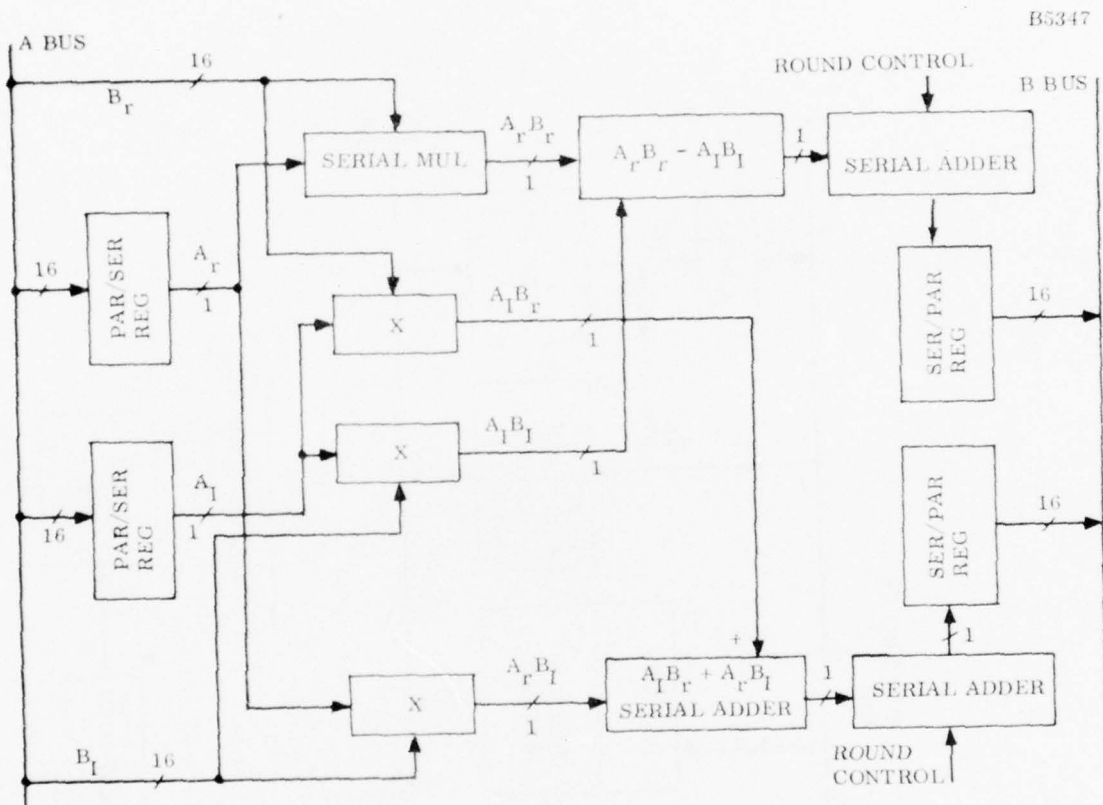 B5347
A BUS
16
B_r
ROUND CONTROL
B BUS
SERIAL MUL
A_rB_r
1
A_rB_r - A_IB_I
1
SERIAL ADDER
16
PAR/SER
REG
A_r
1
X
A_IB_r
1
SER/PAR
REG
16
X
A_IB_I
1
16
PAR/SER
REG
A_I
1
SER/PAR
REG
16
1
+
X
A_rB_I
1
A_IB_r + A_rB_I
SERIAL ADDER
1
SERIAL ADDER
B_I
16
ROUND
CONTROL